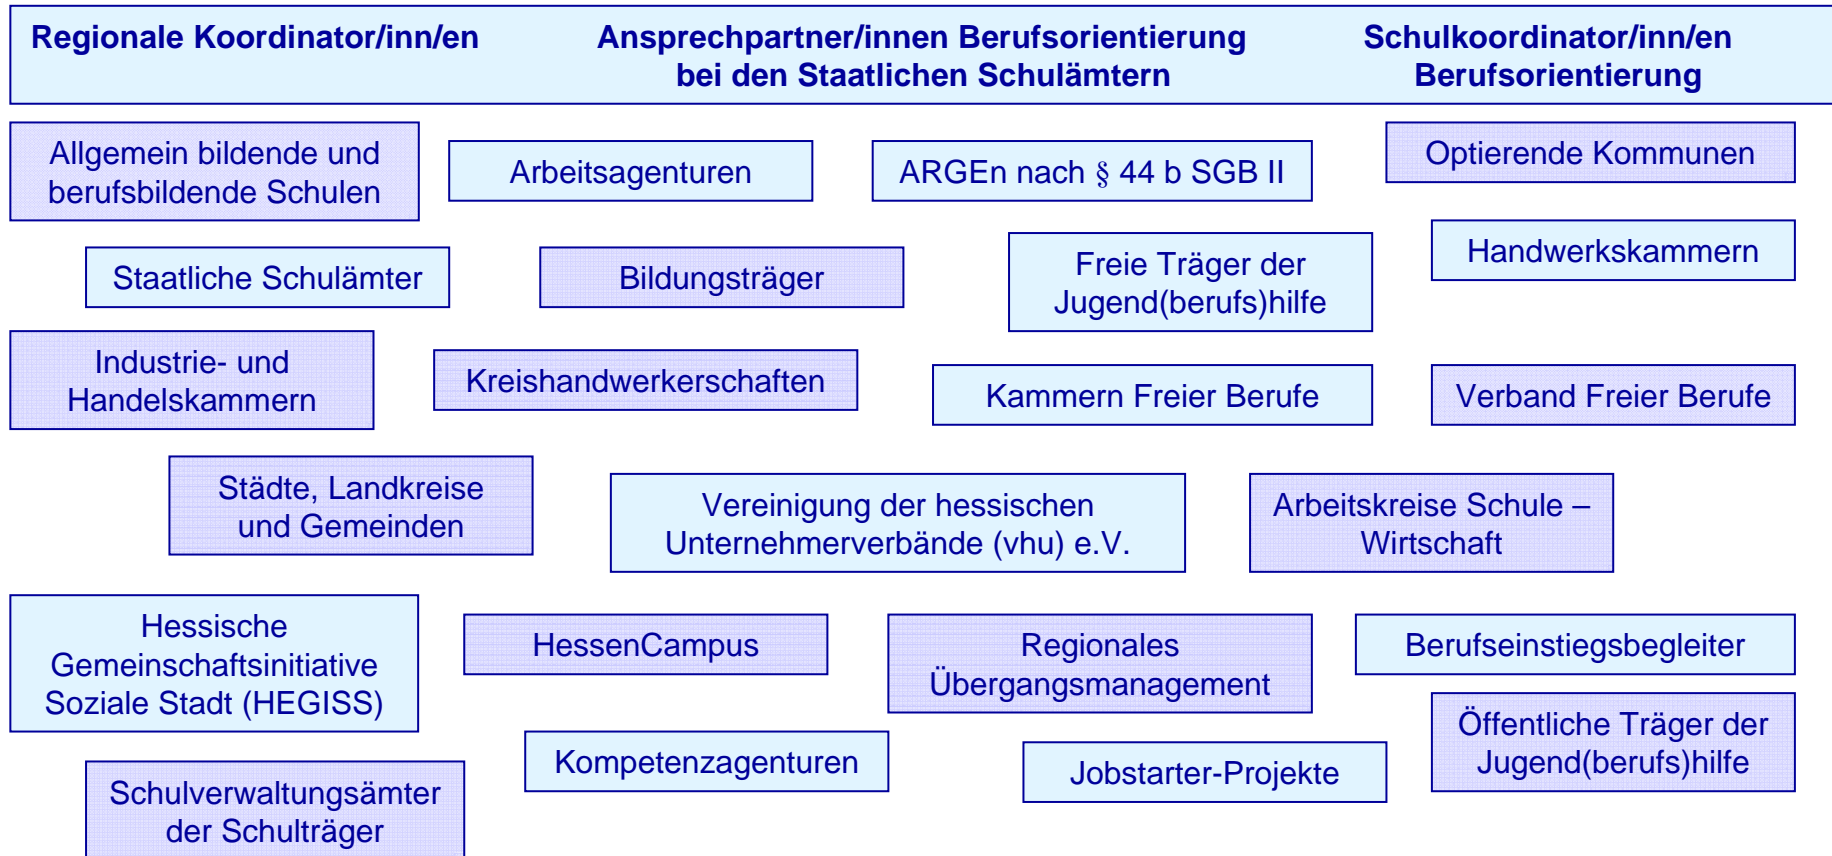 Regionale Koordinator/inn/en
Ansprechpartner/innen Berufsorientierung
bei den Staatlichen Schulämtern
Schulkoordinator/inn/en
Berufsorientierung
Allgemein bildende und
berufsbildende Schulen
Arbeitsagenturen
ARGEn nach § 44 b SGB II
Optierende Kommunen
Staatliche Schulämter
Bildungsträger
Freie Träger der
Jugend(berufs)hilfe
Handwerkskammern
Industrie- und
Handelskammern
Kreishandwerkerschaften
Kammern Freier Berufe
Verband Freier Berufe
Städte, Landkreise
und Gemeinden
Vereinigung der hessischen
Unternehmerverbände (vhu) e.V.
Arbeitskreise Schule –
Wirtschaft
Hessische
Gemeinschaftsinitiative
Soziale Stadt (HEGISS)
HessenCampus
Regionales
Übergangsmanagement
Berufseinstiegsbegleiter
Kompetenzagenturen
Jobstarter-Projekte
Öffentliche Träger der
Jugend(berufs)hilfe
Schulverwaltungsämter
der Schulträger